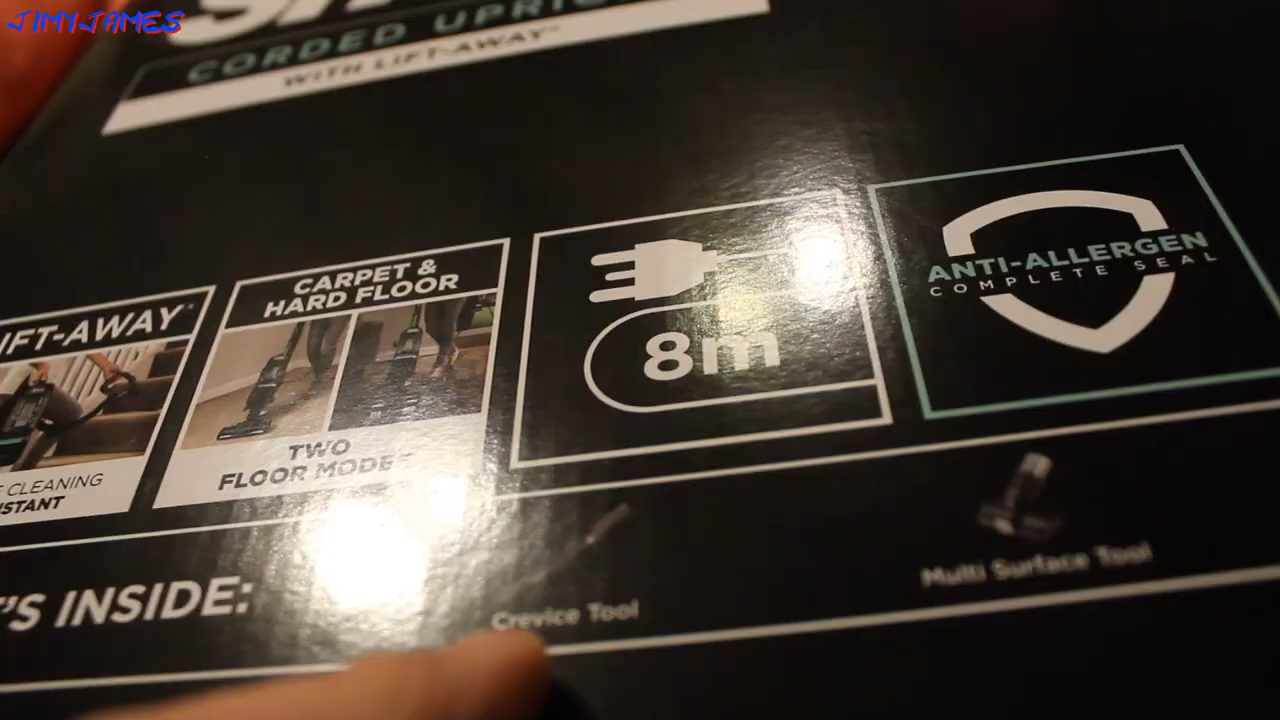 JIMYJAMES
CORDED UPRIG
WITH LIFT-AWAY
IFT-AWAY
CLEANING
STANT
CARPET &
HARD FLOOR
TWO
FLOOR MODES
8m
ANTI-ALLERGEN
COMPLETE SEAL
'S INSIDE:
Crevice Tool
Multi Surface Tool